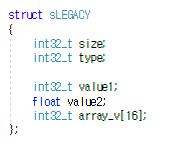 struct sLEGACY
{
int32_t size;
int32_t type;
int32_t value1;
float value2;
int32_t array_v[16];
};